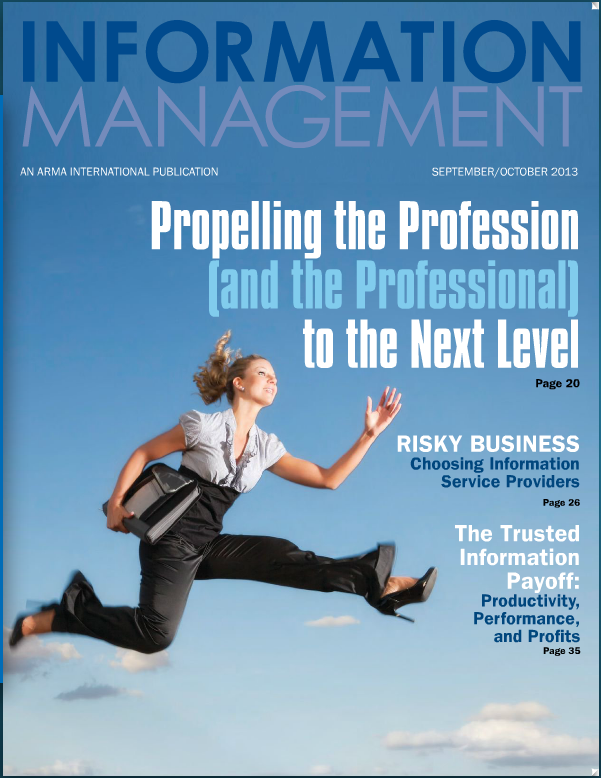 INFORMATION
MANAGEMENT
AN ARMA INTERNATIONAL PUBLICATION
SEPTEMBER/OCTOBER 2013
Propelling the Profession
(and the Professional)
to the Next Level
Page 20
RISKY BUSINESS
Choosing Information
Service Providers
Page 26
The Trusted
Information
Payoff:
Productivity,
Performance,
and Profits
Page 35